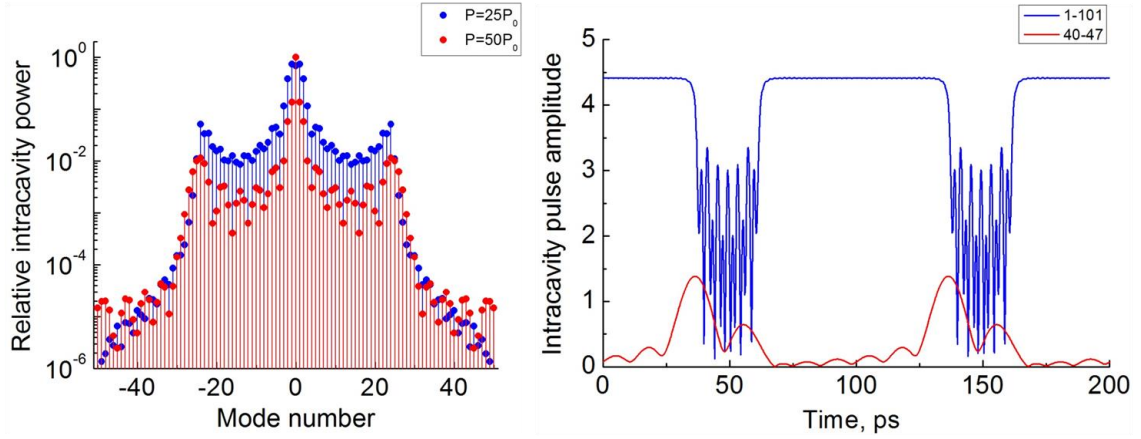 P=25P₀
P=50P₀
10⁰
10⁻²
10⁻⁴
10⁻⁶
-40 -20 0 20 40
Relative intracavity power
Mode number
1-101
40-47
5
4
3
2
1
0
0 50 100 150 200
Intracavity pulse amplitude
Time, ps